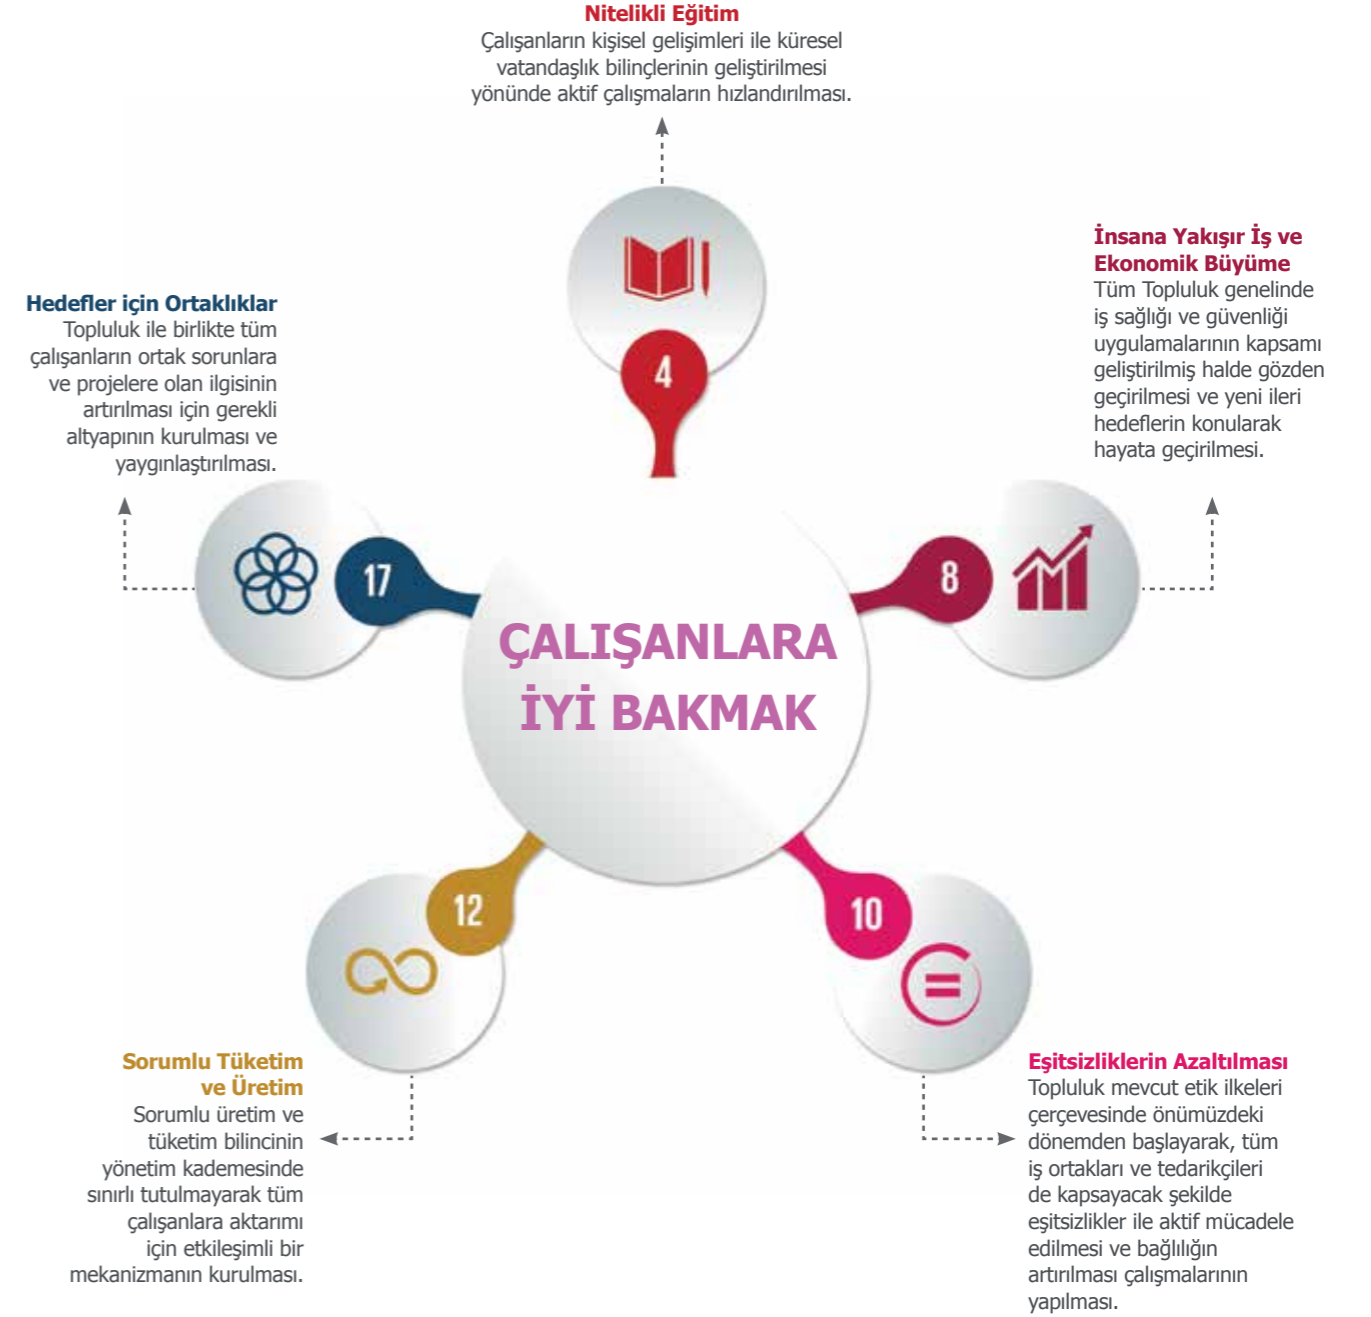 Nitelikli Eğitim
Çalışanların kişisel gelişimleri ile küresel
vatandaşlık bilinçlerinin geliştirilmesi
yönünde aktif çalışmaların hızlandırılması.
4
İnsana Yakışır İş ve
Ekonomik Büyüme
Tüm Topluluk genelinde
iş sağlığı ve güvenliği
uygulamalarının kapsamı
geliştirilmiş halde gözden
geçirilmesi ve yeni ileri
hedeflerin konularak
hayata geçirilmesi.
8
Hedefler için Ortaklıklar
Topluluk ile birlikte tüm
çalışanların ortak sorunlara
ve projelere olan ilgisinin
artırılması için gerekli
altyapının kurulması ve
yaygınlaştırılması.
17
ÇALIŞANLARA
İYİ BAKMAK
12
Sorumlu Tüketim
ve Üretim
Sorumlu üretim ve
tüketim bilincinin
yönetim kademesinde
sınırlı tutulmayarak tüm
çalışanlara aktarımı
için etkileşimli bir
mekanizmanın kurulması.
10
Eşitsizliklerin Azaltılması
Topluluk mevcut etik ilkeleri
çerçevesinde önümüzdeki
dönemden başlayarak, tüm
iş ortakları ve tedarikçileri
de kapsayacak şekilde
eşitsizlikler ile aktif mücadele
edilmesi ve bağlılığın
artırılması çalışmalarının
yapılması.